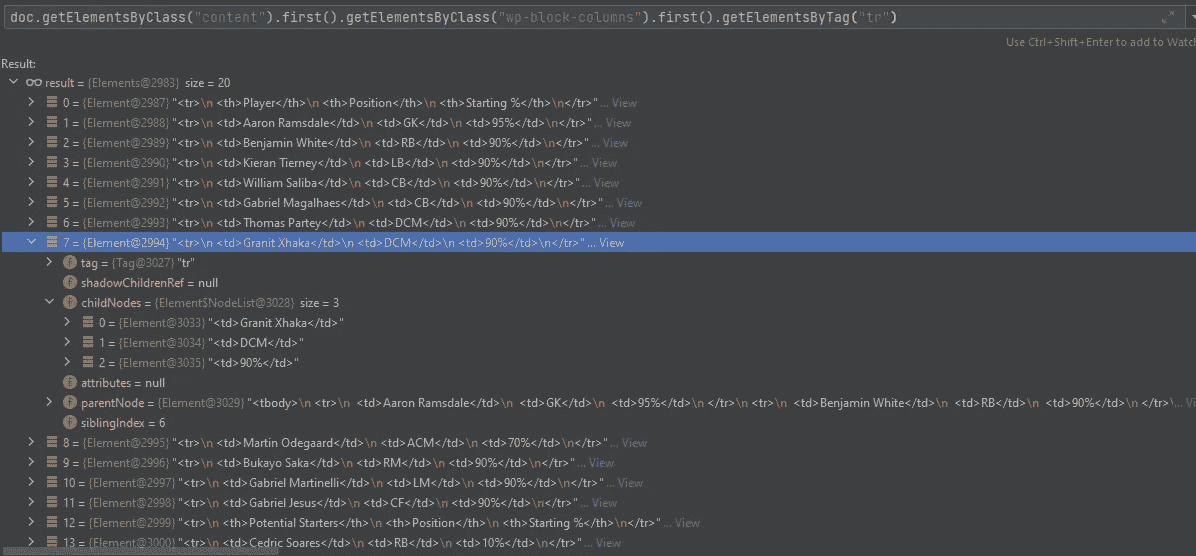 doc.getElementsByClass("content").first().getElementsByClass("wp-block-columns").first().getElementsByTag("tr")
Use Ctrl+Shift+Enter to add to Watch
Result:
result = {Elements@2983} size = 20
0 = {Element@2987} "<tr>\n <th>Player</th>\n <th>Position</th>\n <th>Starting %</th>\n</tr>" ... View
1 = {Element@2988} "<tr>\n <td>Aaron Ramsdale</td>\n <td>GK</td>\n <td>95%</td>\n</tr>" ... View
2 = {Element@2989} "<tr>\n <td>Benjamin White</td>\n <td>RB</td>\n <td>90%</td>\n</tr>" ... View
3 = {Element@2990} "<tr>\n <td>Kieran Tierney</td>\n <td>LB</td>\n <td>90%</td>\n</tr>" ... View
4 = {Element@2991} "<tr>\n <td>William Saliba</td>\n <td>CB</td>\n <td>90%</td>\n</tr>" ... View
5 = {Element@2992} "<tr>\n <td>Gabriel Magalhaes</td>\n <td>CB</td>\n <td>90%</td>\n</tr>" ... View
6 = {Element@2993} "<tr>\n <td>Thomas Partey</td>\n <td>DCM</td>\n <td>90%</td>\n</tr>" ... View
7 = {Element@2994} "<tr>\n <td>Granit Xhaka</td>\n <td>DCM</td>\n <td>90%</td>\n</tr>" ... View
tag = {Tag@3027} "tr"
shadowChildrenRef = null
childNodes = {Element$NodeList@3028} size = 3
0 = {Element@3033} "<td>Granit Xhaka</td>"
1 = {Element@3034} "<td>DCM</td>"
2 = {Element@3035} "<td>90%</td>"
attributes = null
parentNode = {Element@3029} "<tbody>\n <tr>\n  <td>Aaron Ramsdale</td>\n  <td>GK</td>\n  <td>95%</td>\n </tr>\n <tr>\n  <td>Benjamin White</td>\n  <td>RB</td>\n  <td>90%</td>\n </tr>\... Vi
siblingIndex = 6
8 = {Element@2995} "<tr>\n <td>Martin Odegaard</td>\n <td>ACM</td>\n <td>70%</td>\n</tr>" ... View
9 = {Element@2996} "<tr>\n <td>Bukayo Saka</td>\n <td>RM</td>\n <td>90%</td>\n</tr>" ... View
10 = {Element@2997} "<tr>\n <td>Gabriel Martinelli</td>\n <td>LM</td>\n <td>90%</td>\n</tr>" ... View
11 = {Element@2998} "<tr>\n <td>Gabriel Jesus</td>\n <td>CF</td>\n <td>90%</td>\n</tr>" ... View
12 = {Element@2999} "<tr>\n <th>Potential Starters</th>\n <th>Position</th>\n <th>Starting %</th>\n</tr>" ... View
13 = {Element@3000} "<tr>\n <td>Cedric Soares</td>\n <td>RB</td>\n <td>10%</td>\n</tr>" ... View